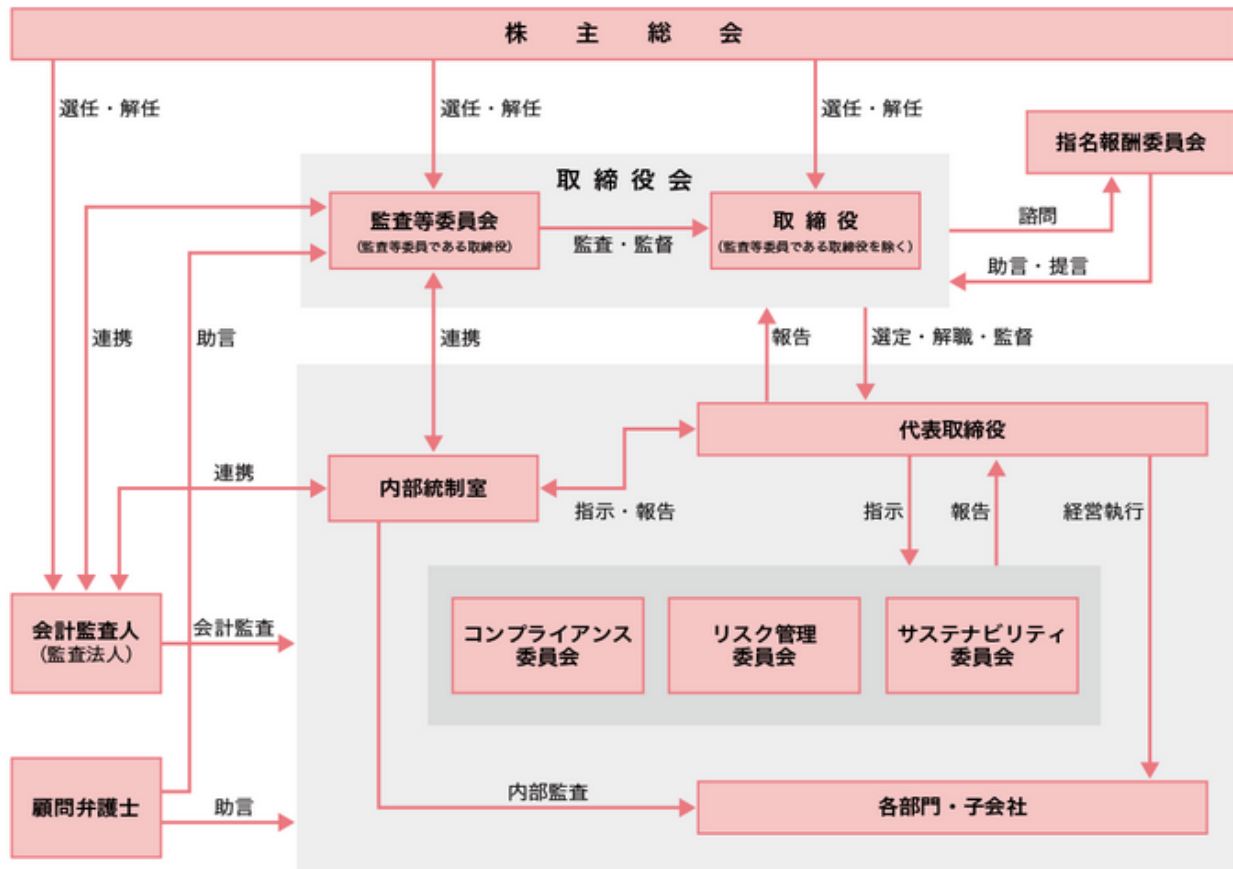 株主総会
選任・解任
選任・解任
選任・解任
指名報酬委員会
取締役会
監査等委員会
(監査等委員である取締役)
監査・監督
取締役
(監査等委員である取締役を除く)
諮問
助言・提言
連携
助言
連携
報告
選定・解職・監督
代表取締役
連携
内部統制室
指示・報告
指示
報告
経営執行
会計監査人
(監査法人)
会計監査
コンプライアンス
委員会
リスク管理
委員会
サステナビリティ
委員会
顧問弁護士
助言
内部監査
各部門・子会社